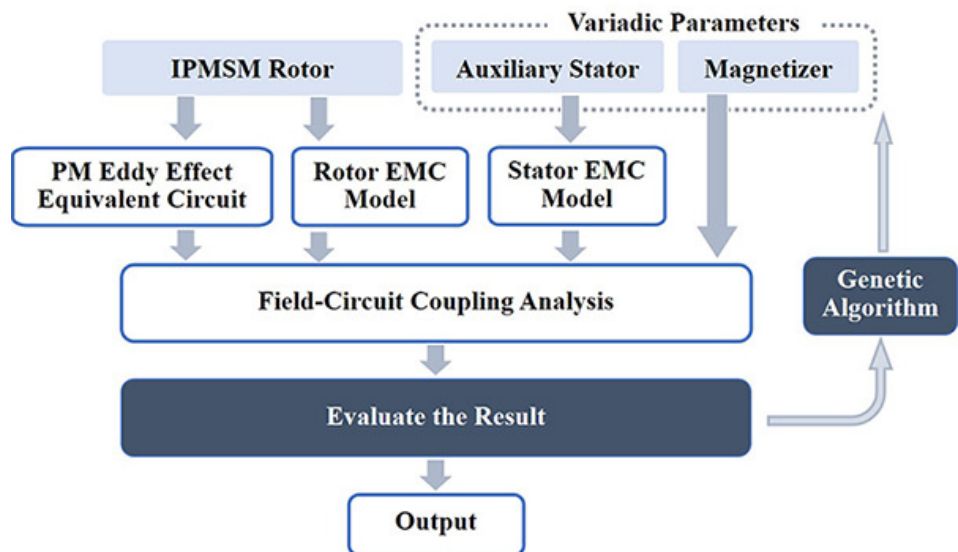 Variadic Parameters
IPMSM Rotor
Auxiliary Stator
Magnetizer
PM Eddy Effect
Equivalent Circuit
Rotor EMC
Model
Stator EMC
Model
Field-Circuit Coupling Analysis
Genetic
Algorithm
Evaluate the Result
Output